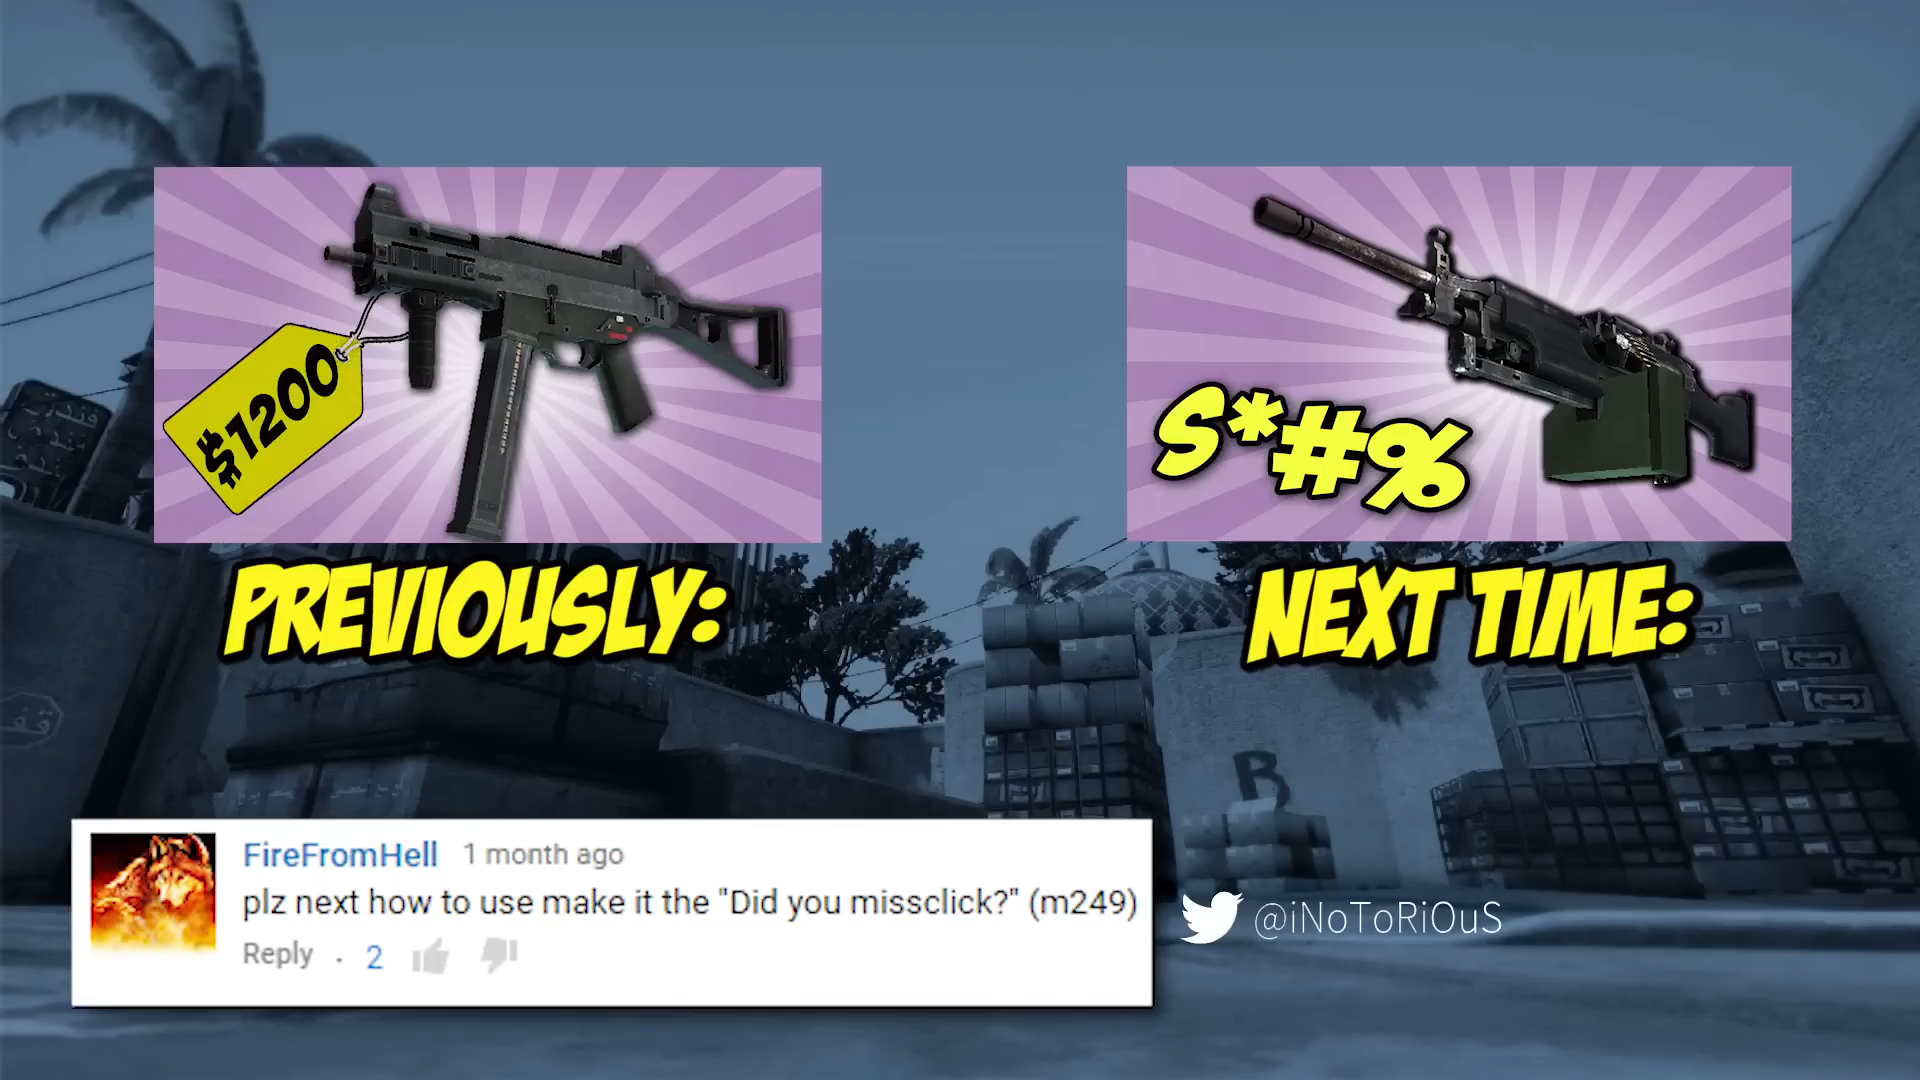 $1200
S*#%
PREVIOUSLY:
NEXT TIME:
B
FireFromHell 1 month ago
plz next how to use make it the "Did you missclick?" (m249)
Reply . 2
@iNoToRiOuS